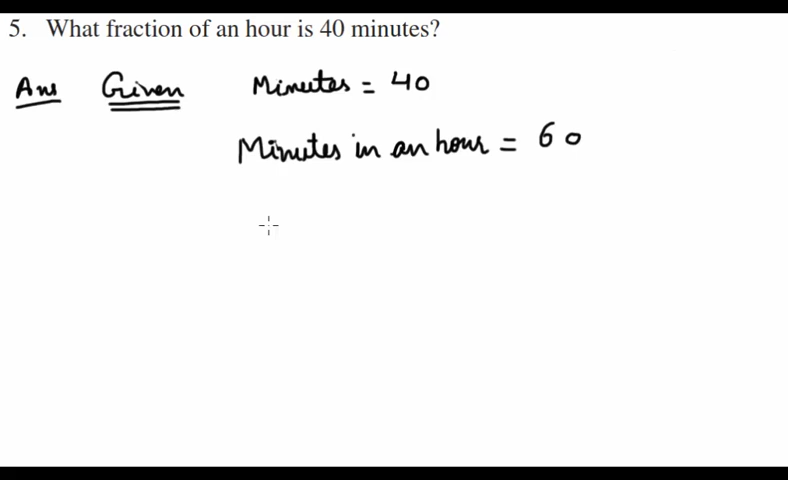 5. What fraction of an hour is 40 minutes?
Ans Given Minutes = 40
Minutes in an hour = 60